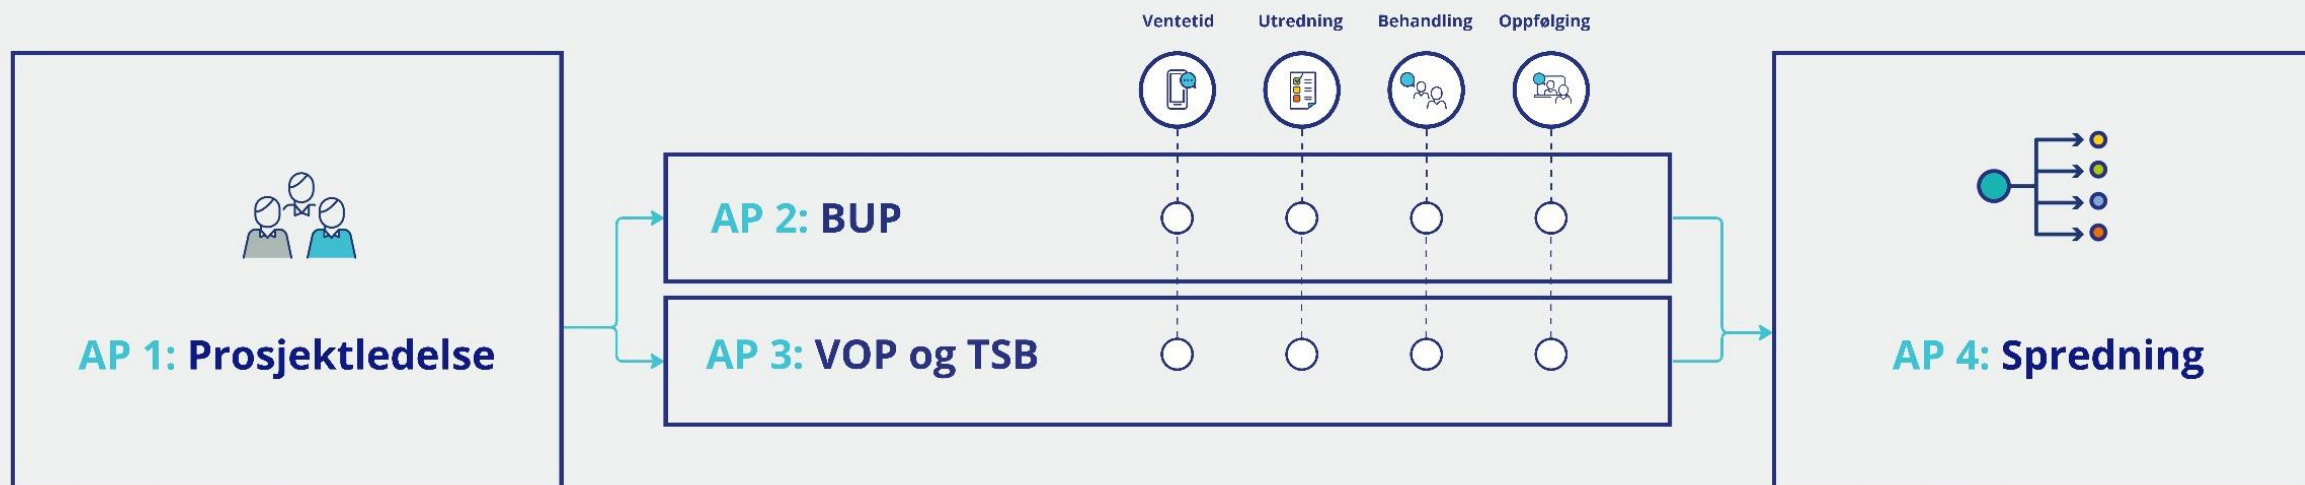 Ventetid
Utredning
Behandling
Oppfølging
AP 1: Prosjektledelse
AP 2: BUP
AP 3: VOP og TSB
AP 4: Spredning